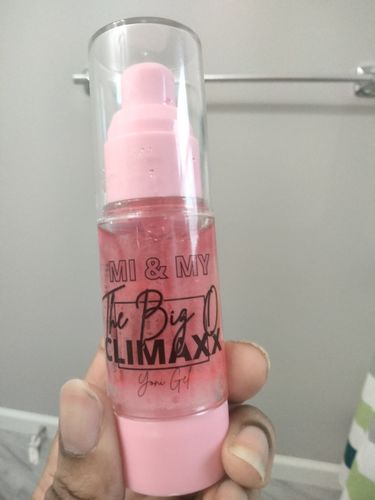 MI & MY
The Big O
CLIMAXX
Yoni Gel